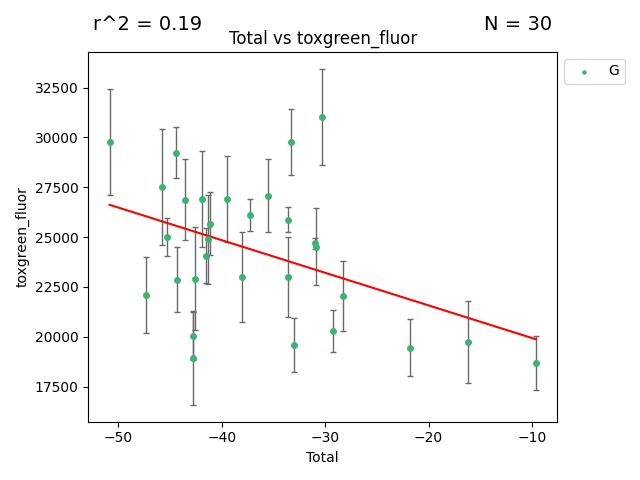 r^2 = 0.19
N = 30
Total vs toxgreen_fluor
G
32500
30000
27500
25000
22500
20000
17500
toxgreen_fluor
−50
−40
−30
−20
−10
Total